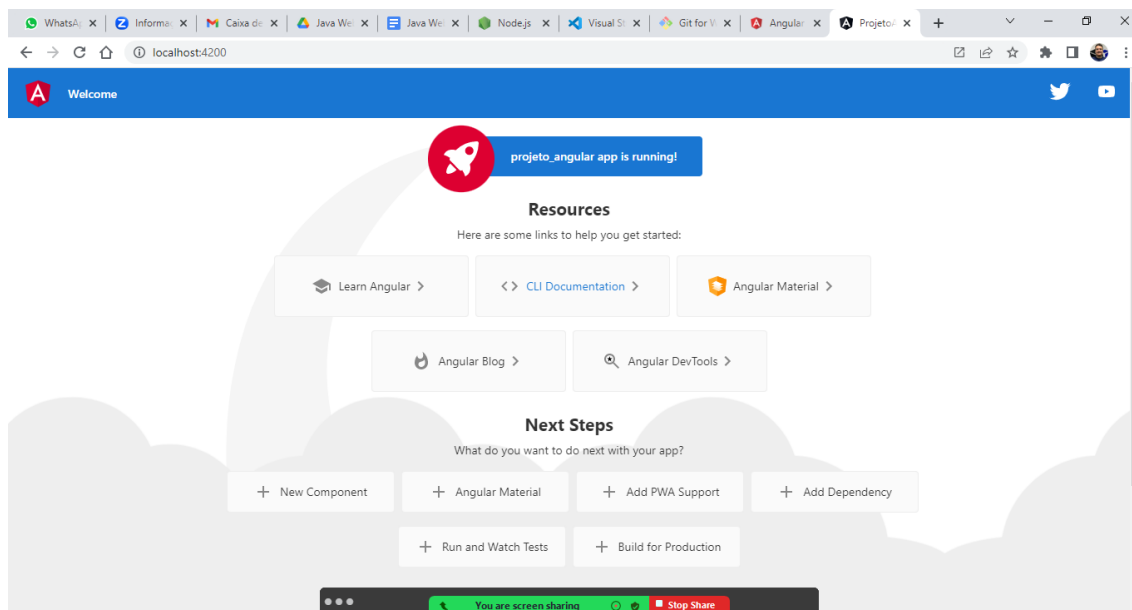 WhatsA
Informac
Caixa de
Java We
Java We
Node.js
Visual St
Git for W
Angular
Projeto
localhost:4200
Welcome
projeto_angular app is running!
Resources
Here are some links to help you get started:
Learn Angular
CLI Documentation
Angular Material
Angular Blog
Angular DevTools
Next Steps
What do you want to do next with your app?
New Component
Angular Material
Add PWA Support
Add Dependency
Run and Watch Tests
Build for Production
You are screen sharing
Stop Share